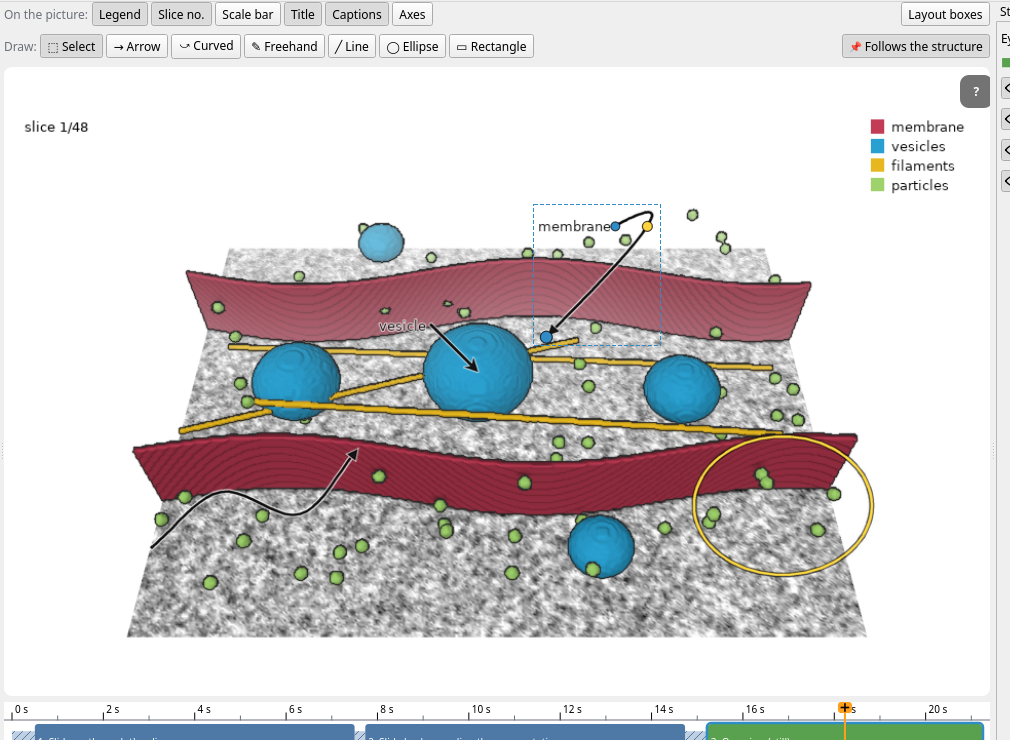 On the picture: Legend Slice no. Scale bar Title Captions Axes Layout boxes
Draw: Select Arrow Curved Freehand Line Ellipse Rectangle Follows the structure
?
slice 1/48
membrane
vesicles
filaments
particles
membrane
vesicle
0 s 2 s 4 s 6 s 8 s 10 s 12 s 14 s 16 s s 20 s